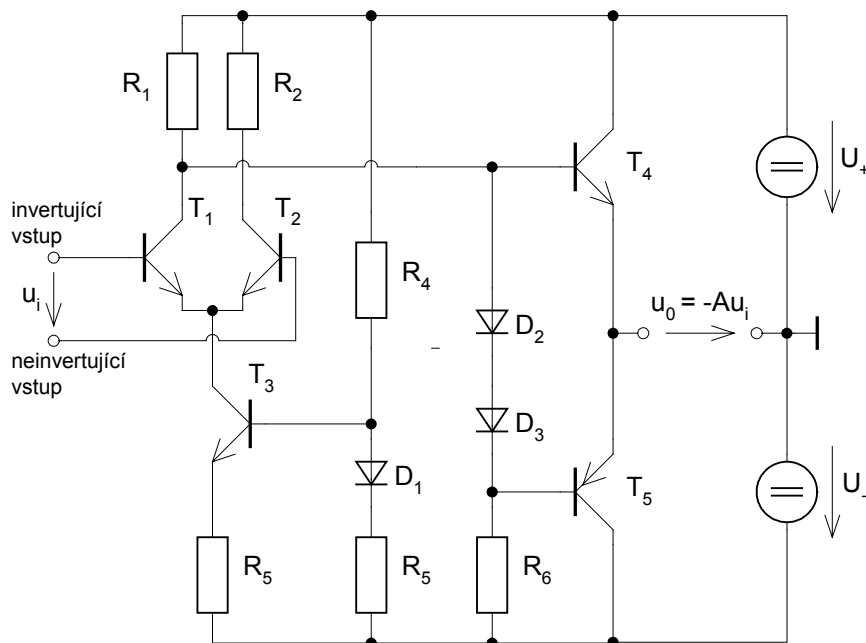 R₁
R₂
T₄
U₊
invertující
vstup
T₁
T₂
uᵢ
R₄
u₀ = -Auᵢ
D₂
neinvertující
vstup
T₃
D₃
D₁
T₅
U₋
R₅
R₅
R₆